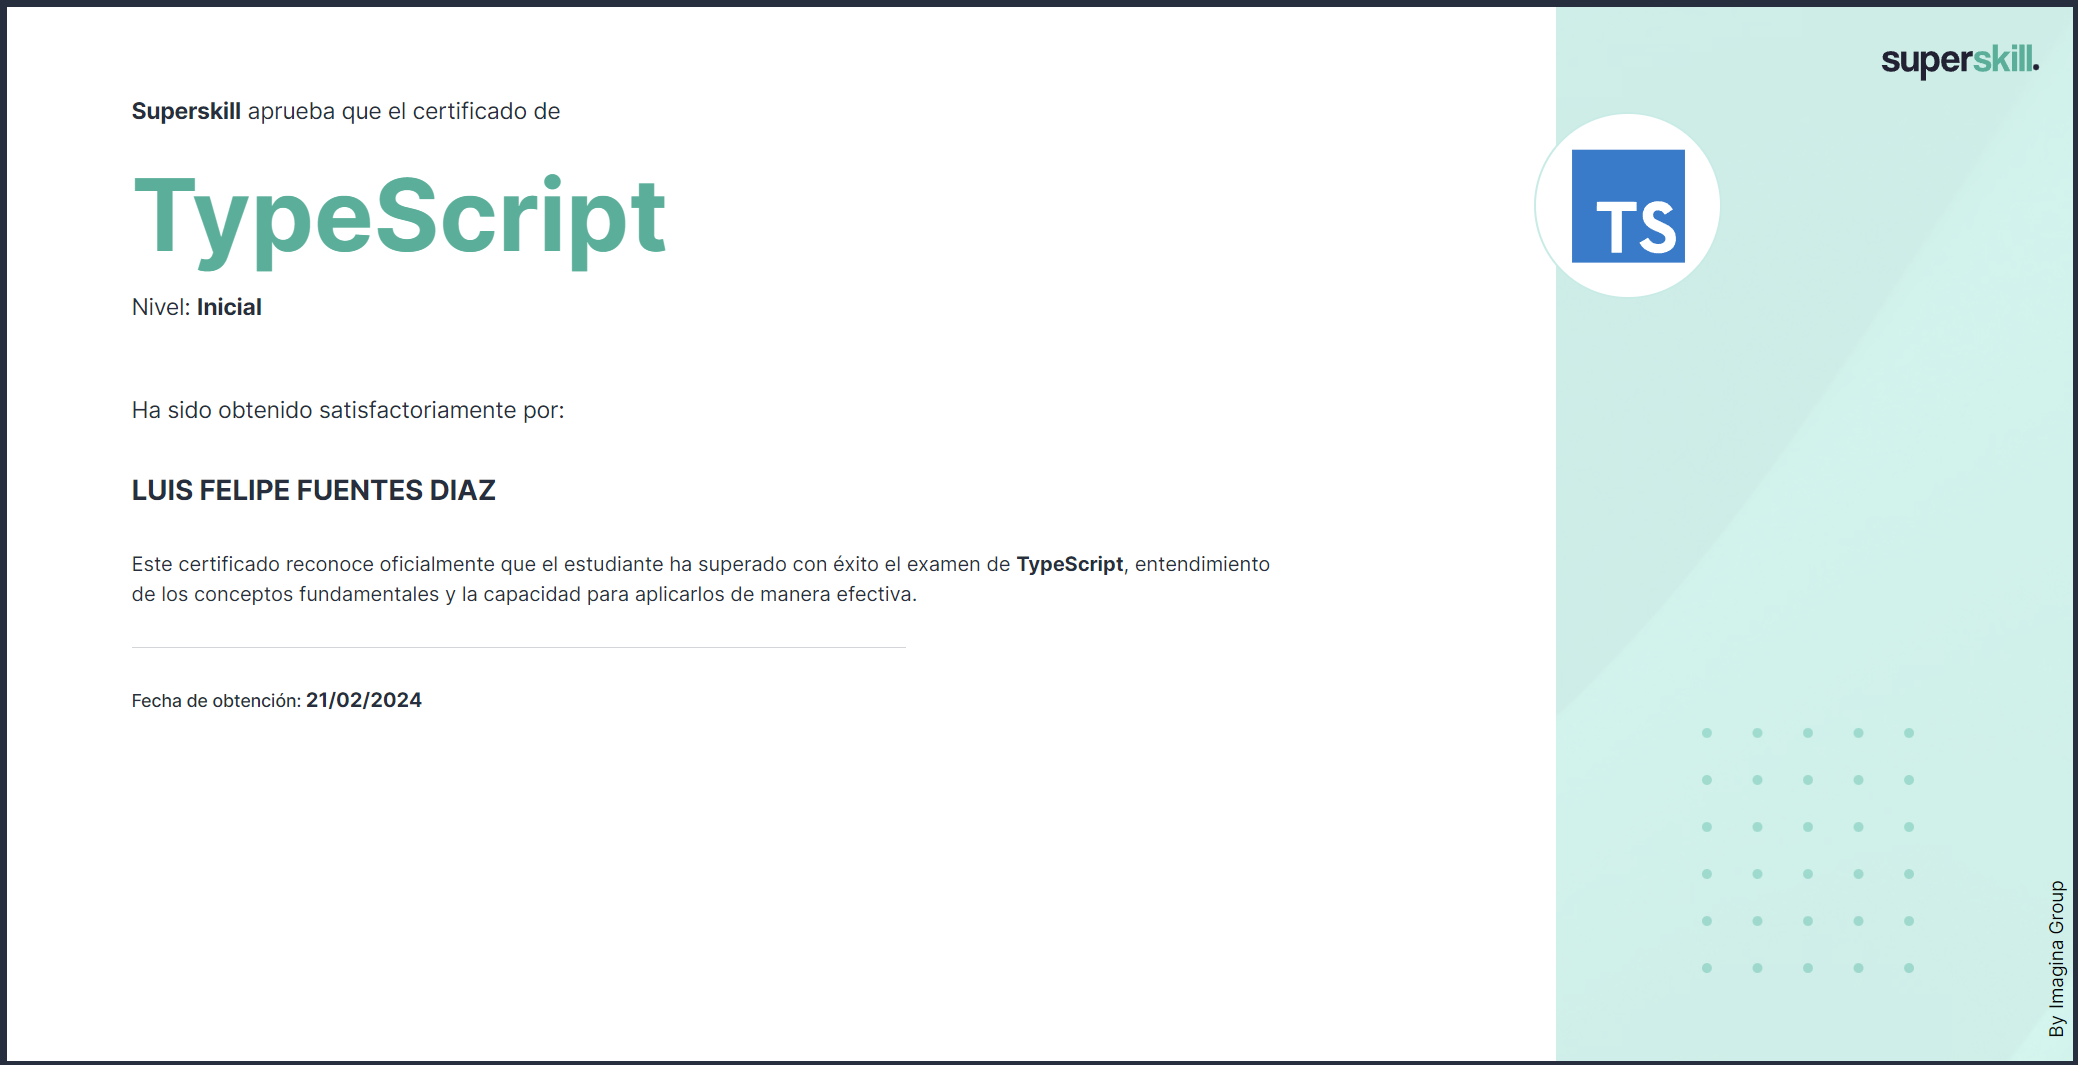 superskill.
Superskill aprueba que el certificado de
TypeScript
TS
Nivel: Inicial
Ha sido obtenido satisfactoriamente por:
LUIS FELIPE FUENTES DIAZ
Este certificado reconoce oficialmente que el estudiante ha superado con éxito el examen de TypeScript, entendimiento
de los conceptos fundamentales y la capacidad para aplicarlos de manera efectiva.
Fecha de obtención: 21/02/2024
By Imagina Group